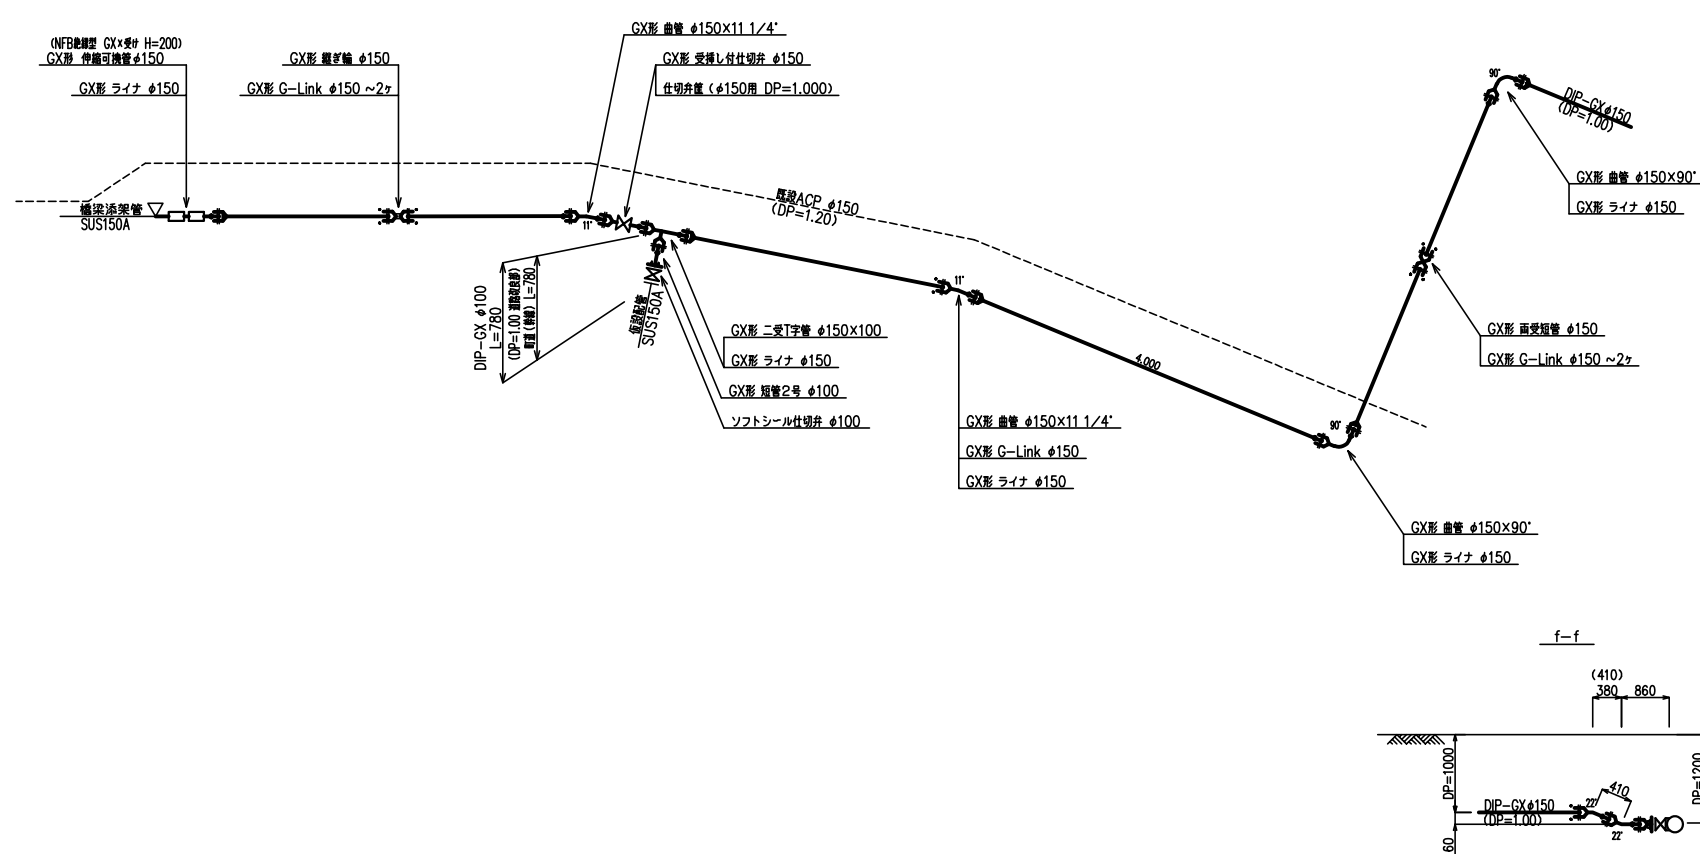 (NFB絶縁型 GX×受け H=200)
GX形 伸縮可撓管φ150
GX形 ライナ φ150
GX形 継ぎ輪 φ150
GX形 G-Link φ150 ~2ヶ
GX形 曲管 φ150×11 1/4°
GX形 受挿し付仕切弁 φ150
仕切弁筐(φ150用 DP=1.000)
90°
DIP-GXφ150
(DP=1.00)
GX形 曲管 φ150×90°
GX形 ライナ φ150
既設ACP φ150
(DP=1.20)
橋梁添架管
SUS150A
11°
DIP-GX φ100
L=780
(DP=1.00 道路改良部)
町道(幹線) L=780
仮設配管
SUS150A
GX形 二受T字管 φ150×100
GX形 ライナ φ150
GX形 短管2号 φ100
ソフトシール仕切弁 φ100
11°
4.000
GX形 両受短管 φ150
GX形 G-Link φ150 ~2ヶ
90°
GX形 曲管 φ150×11 1/4°
GX形 G-Link φ150
GX形 ライナ φ150
GX形 曲管 φ150×90°
GX形 ライナ φ150
f-f
(410)
380 860
DP=1000
DP=1200
410
DIP-GXφ150
(DP=1.00)
22°
22°
60